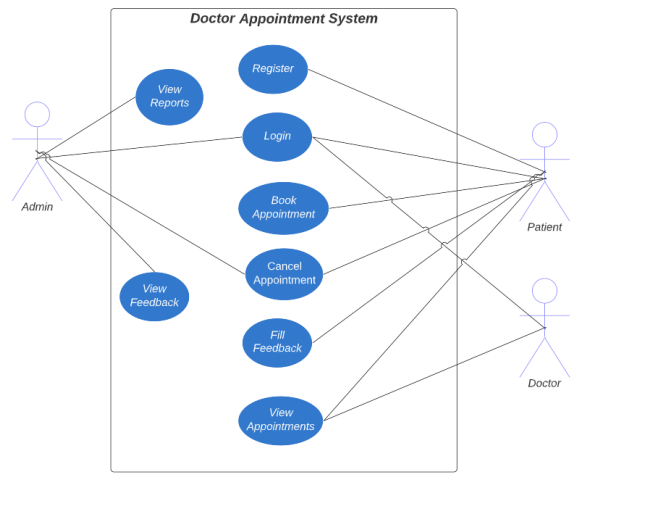 Doctor Appointment System
Register
View
Reports
Login
Admin
Book
Appointment
Patient
Cancel
Appointment
View
Feedback
Fill
Feedback
Doctor
View
Appointments